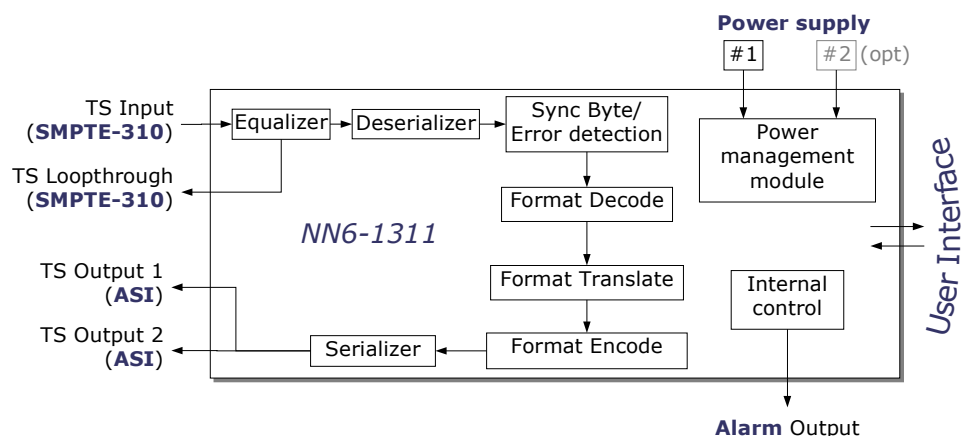 Power supply
#1
#2 (opt)
TS Input
(SMPTE-310)
Equalizer
Deserializer
Sync Byte/
Error detection
Power
management
module
TS Loopthrough
(SMPTE-310)
Format Decode
NN6-1311
User Interface
TS Output 1
(ASI)
Format Translate
Internal
control
TS Output 2
(ASI)
Serializer
Format Encode
Alarm Output